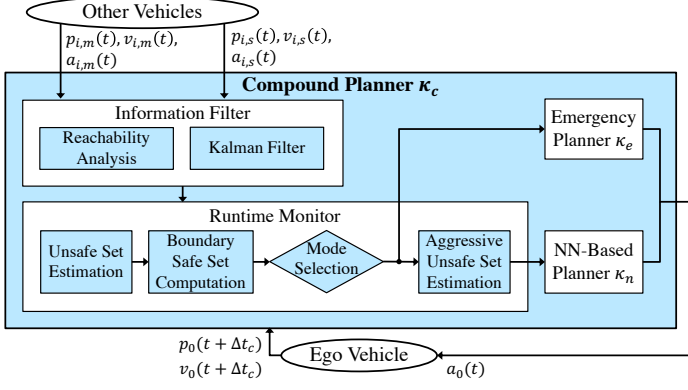 Other Vehicles
p_{i,m}(t), v_{i,m}(t),
a_{i,m}(t)
p_{i,s}(t), v_{i,s}(t),
a_{i,s}(t)
Compound Planner κ_c
Information Filter
Reachability
Analysis
Kalman Filter
Emergency
Planner κ_e
Runtime Monitor
Unsafe Set
Estimation
Boundary
Safe Set
Computation
Mode
Selection
Aggressive
Unsafe Set
Estimation
NN-Based
Planner κ_n
p_0(t + Δt_c)
v_0(t + Δt_c)
Ego Vehicle
a_0(t)